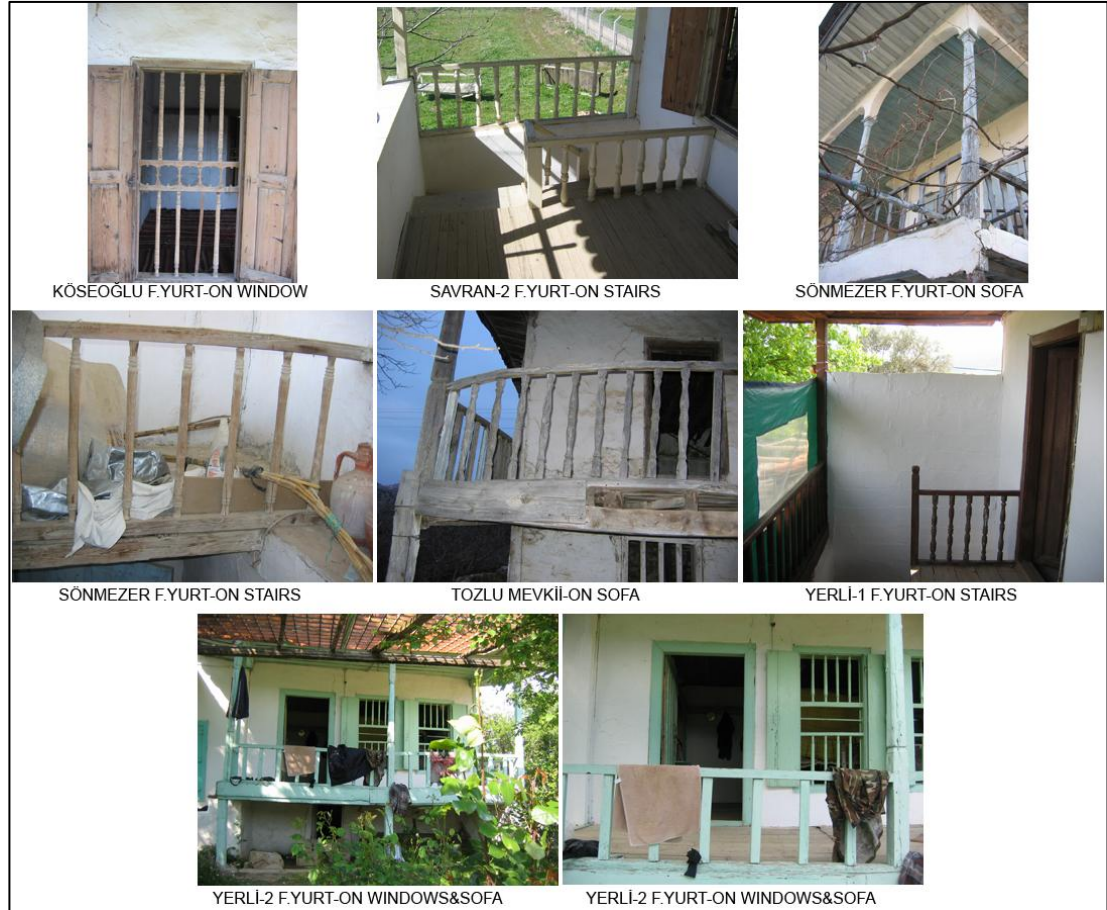 KÖSEOĞLU F.YURT-ON WINDOW
SAVRAN-2 F.YURT-ON STAIRS
SÖNMEZER F.YURT-ON SOFA
SÖNMEZER F.YURT-ON STAIRS
TOZLU MEVKİİ-ON SOFA
YERLİ-1 F.YURT-ON STAIRS
YERLİ-2 F.YURT-ON WINDOWS&SOFA
YERLİ-2 F.YURT-ON WINDOWS&SOFA